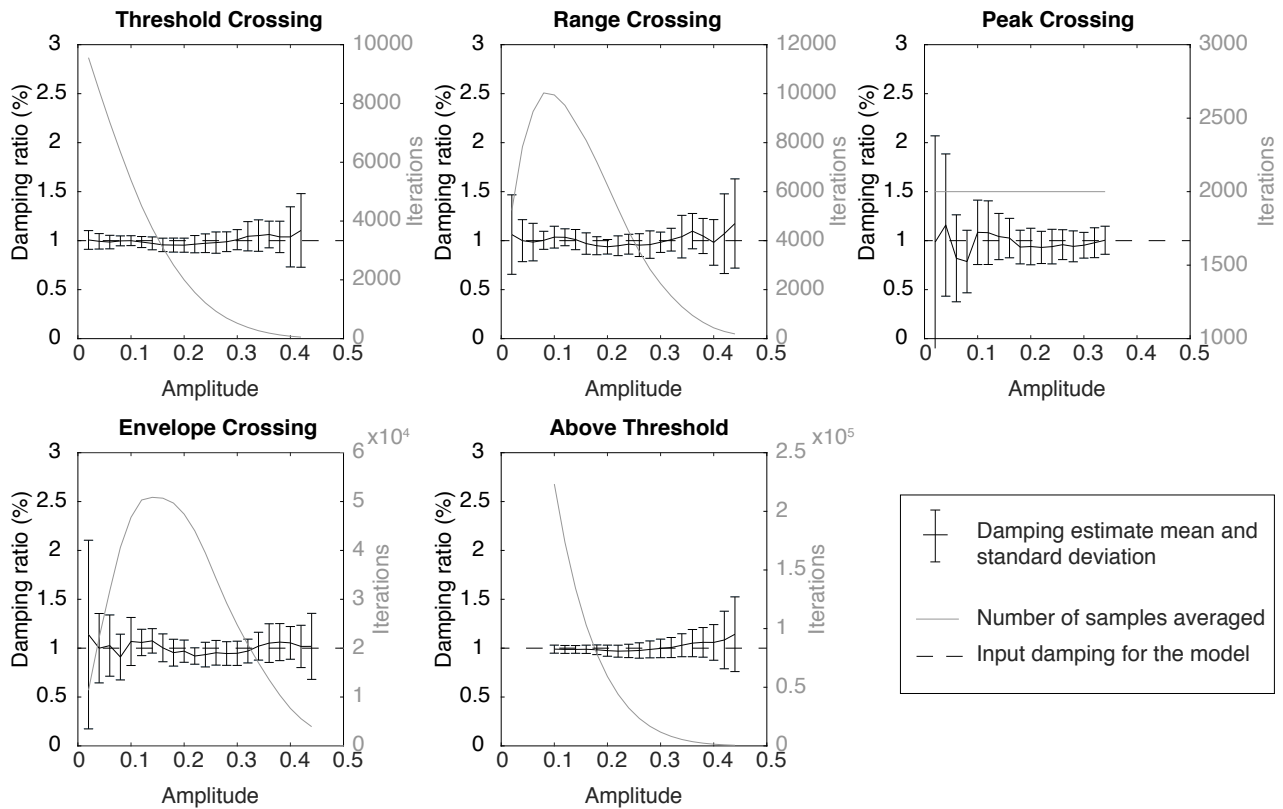 Threshold Crossing
Range Crossing
Peak Crossing
3
2.5
2
1.5
1
0.5
0
10000
8000
6000
4000
2000
0
Damping ratio (%)
Iterations
0 0.1 0.2 0.3 0.4 0.5
Amplitude
3
2.5
2
1.5
1
0.5
0
12000
10000
8000
6000
4000
2000
0
Damping ratio (%)
Iterations
0 0.1 0.2 0.3 0.4 0.5
Amplitude
3
2.5
2
1.5
1
0.5
0
3000
2500
2000
1500
1000
Damping ratio (%)
Iterations
0 0.1 0.2 0.3 0.4 0.5
Amplitude
Envelope Crossing
Above Threshold
3
2.5
2
1.5
1
0.5
0
x10⁴
6
5
4
3
2
1
0
Damping ratio (%)
Iterations
0 0.1 0.2 0.3 0.4 0.5
Amplitude
3
2.5
2
1.5
1
0.5
0
x10⁵
2.5
2
1.5
1
0.5
0
Damping ratio (%)
Iterations
0 0.1 0.2 0.3 0.4 0.5
Amplitude
Damping estimate mean and
standard deviation
Number of samples averaged
Input damping for the model